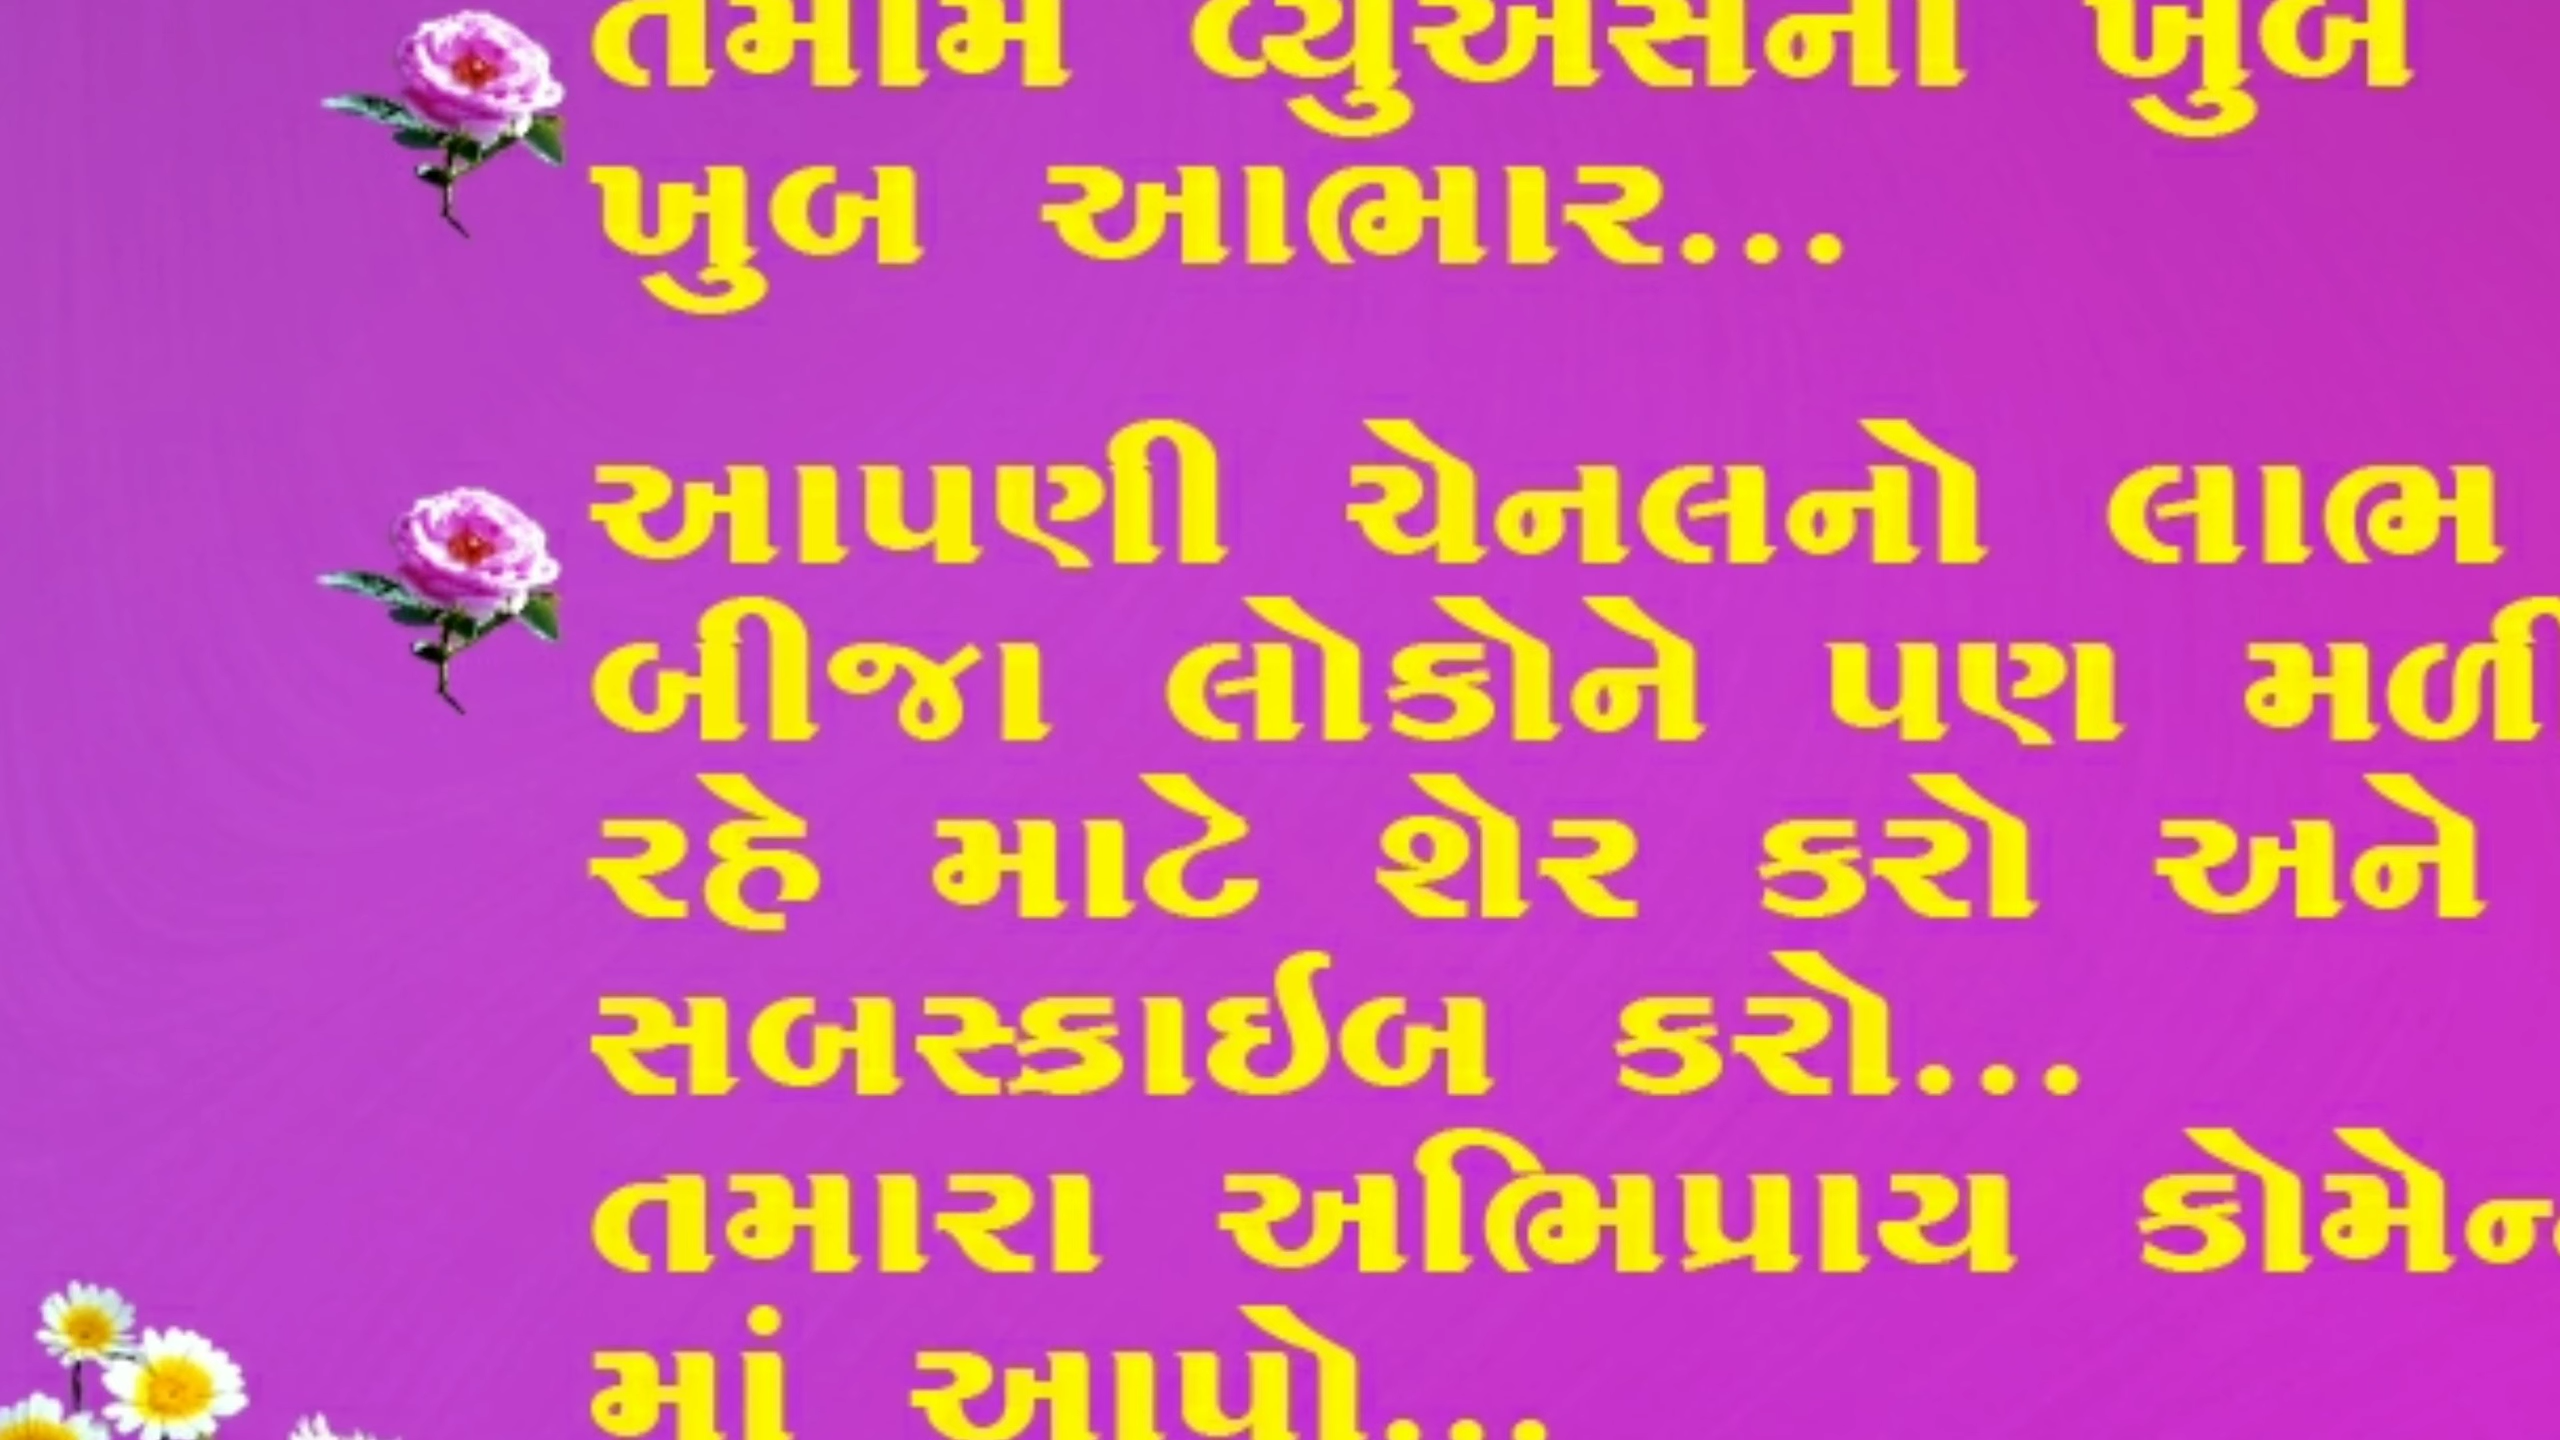 તમામ વ્યુઅસના ખુબ
ખુબ આભાર...
આપણી ચેનલનો લાભ
બીજા લોકોને પણ મળી
રહે માટે શેર કરો અને
સબસ્ક્રાઈબ કરો...
તમારા અભિપ્રાય
માં આપો...